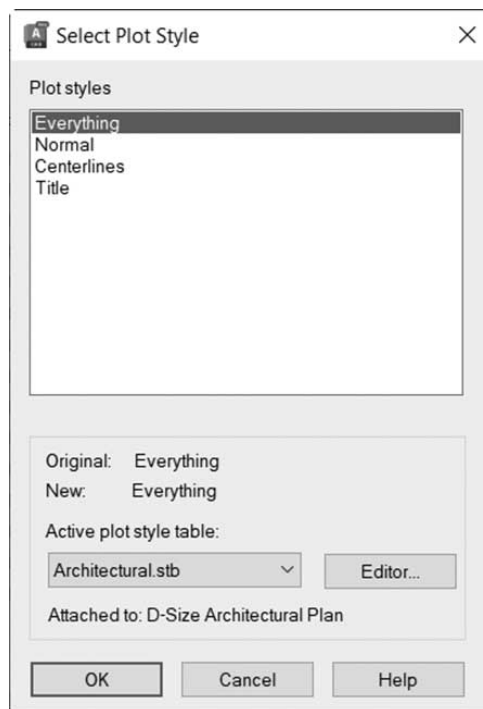 Select Plot Style
Plot styles
Everything
Normal
Centerlines
Title
Original: Everything
New: Everything
Active plot style table:
Architectural.stb
Editor...
Attached to: D-Size Architectural Plan
OK Cancel Help